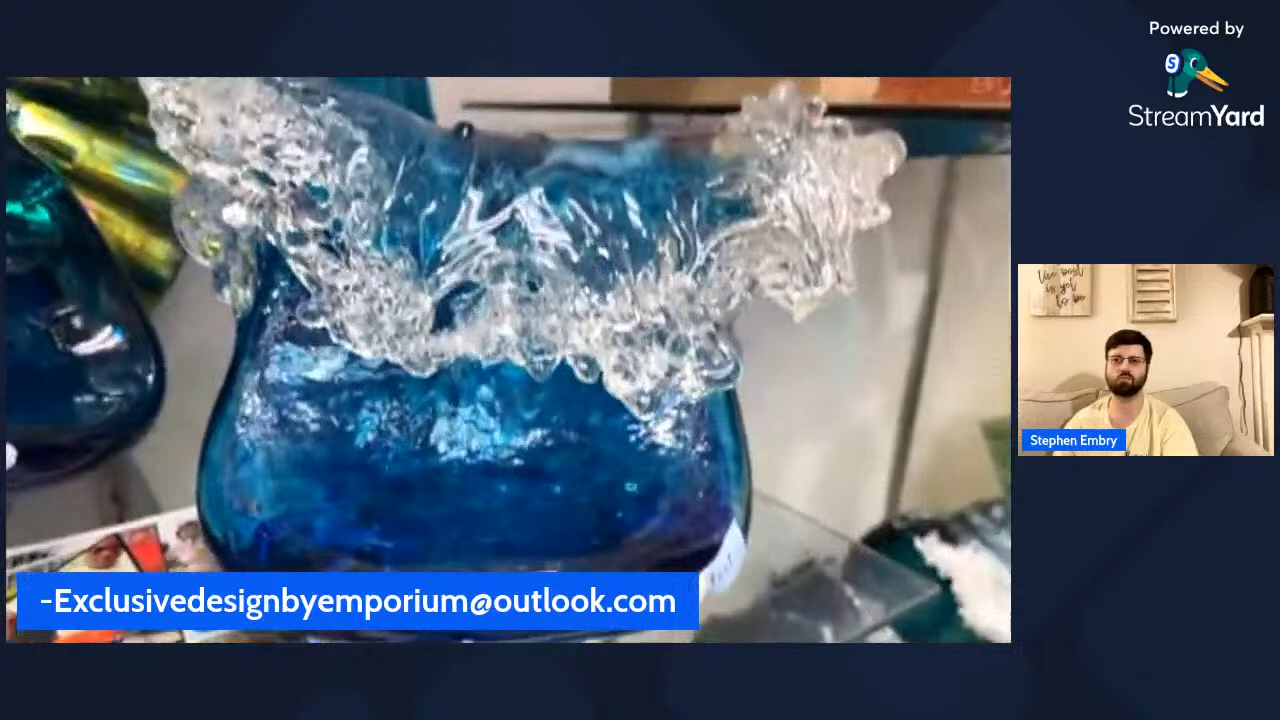 Powered by
S
StreamYard
Stephen Embry
-Exclusivedesignbyemporium@outlook.com